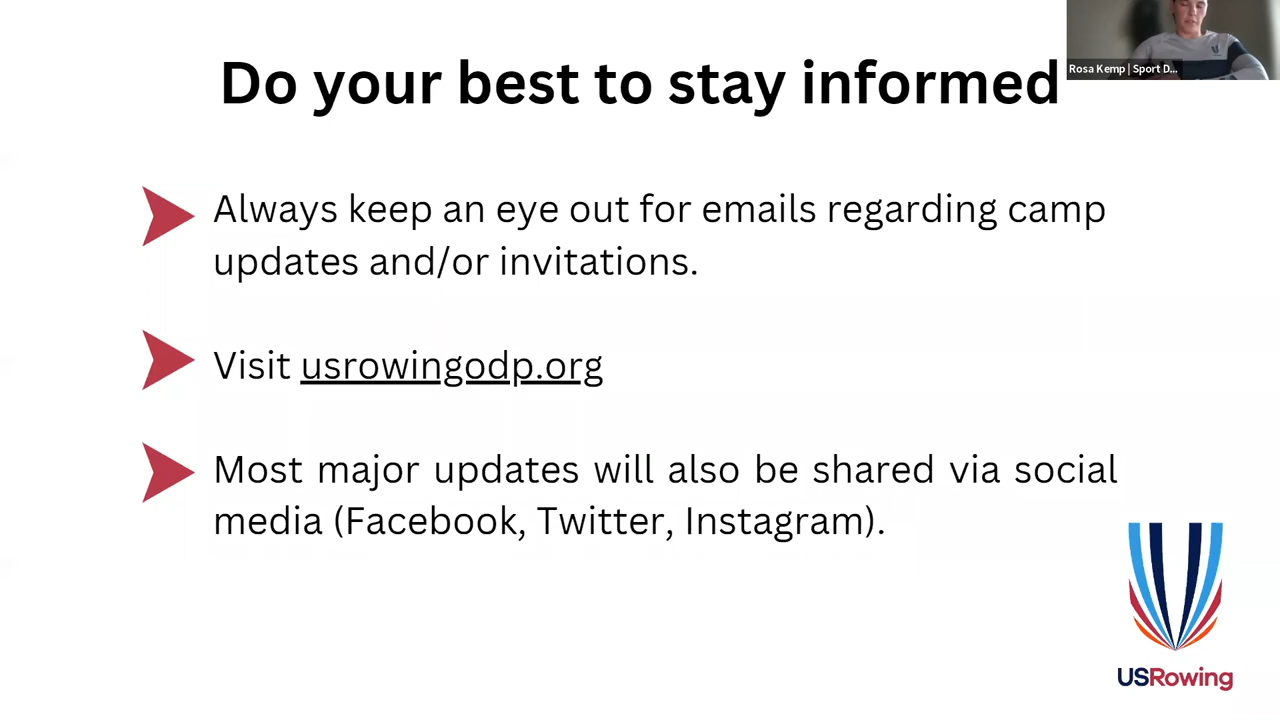 Do your best to stay informed
Rosa Kemp | Sport D...
Always keep an eye out for emails regarding camp
updates and/or invitations.
Visit usrowingodp.org
Most major updates will also be shared via social
media (Facebook, Twitter, Instagram).
USRowing